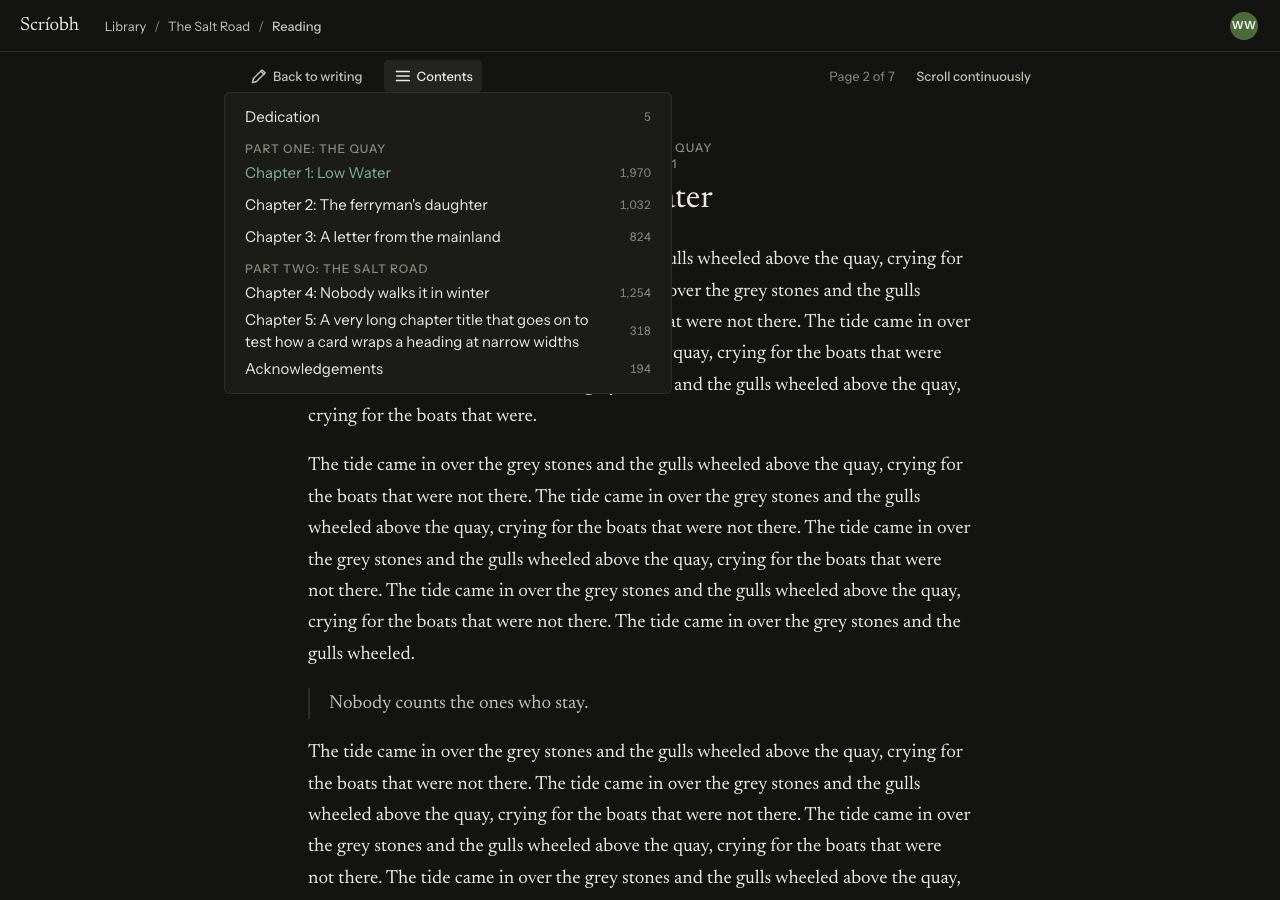 Scríobh
Library / The Salt Road / Reading
WW
Back to writing
Contents
Page 2 of 7
Scroll continuously
Dedication 5
PART ONE: THE QUAY
Chapter 1: Low Water 1,970
Chapter 2: The ferryman's daughter 1,032
Chapter 3: A letter from the mainland 824
PART TWO: THE SALT ROAD
Chapter 4: Nobody walks it in winter 1,254
Chapter 5: A very long chapter title that goes on to
test how a card wraps a heading at narrow widths 318
Acknowledgements 194
QUAY
1
ter
ulls wheeled above the quay, crying for
over the grey stones and the gulls
at were not there. The tide came in over
quay, crying for the boats that were
and the gulls wheeled above the quay,
crying for the boats that were.
The tide came in over the grey stones and the gulls wheeled above the quay, crying for
the boats that were not there. The tide came in over the grey stones and the gulls
wheeled above the quay, crying for the boats that were not there. The tide came in over
the grey stones and the gulls wheeled above the quay, crying for the boats that were
not there. The tide came in over the grey stones and the gulls wheeled above the quay,
crying for the boats that were not there. The tide came in over the grey stones and the
gulls wheeled.
Nobody counts the ones who stay.
The tide came in over the grey stones and the gulls wheeled above the quay, crying for
the boats that were not there. The tide came in over the grey stones and the gulls
wheeled above the quay, crying for the boats that were not there. The tide came in over
the grey stones and the gulls wheeled above the quay, crying for the boats that were
not there. The tide came in over the grey stones and the gulls wheeled above the quay,